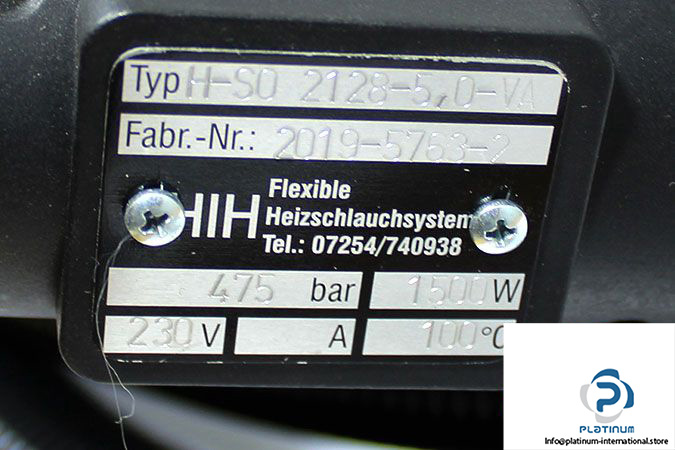 Typ H-SO 2128-5,0-VA
Fabr.-Nr.: 2019-5763-2
HIH
Flexible
Heizschlauchsystem
Tel.: 07254/740938
475 bar 1500 W
230 V A 100 °C
PLATINUM
info@platinum-international.store